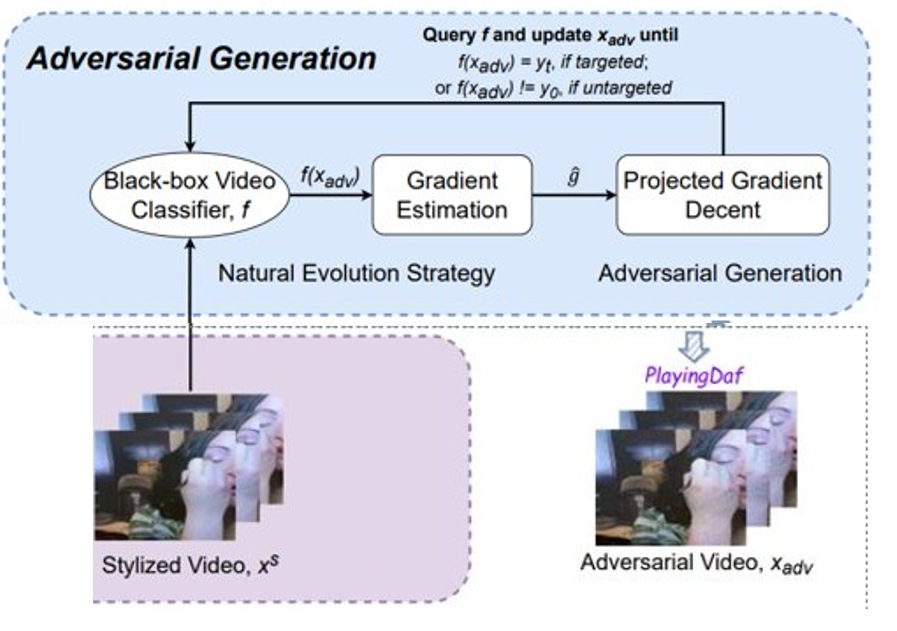 Adversarial Generation
Query f and update xadv until
f(xadv) = yt, if targeted;
or f(xadv) != y0, if untargeted
Black-box Video
Classifier, f
f(xadv)
Gradient
Estimation
ĝ
Projected Gradient
Decent
Natural Evolution Strategy
Adversarial Generation
PlayingDaf
Stylized Video, xs
Adversarial Video, xadv